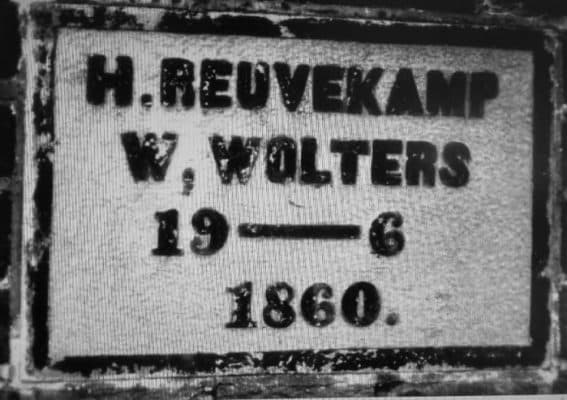 H. REUVEKAMP
W. WOLTERS
19 — 6
1860.